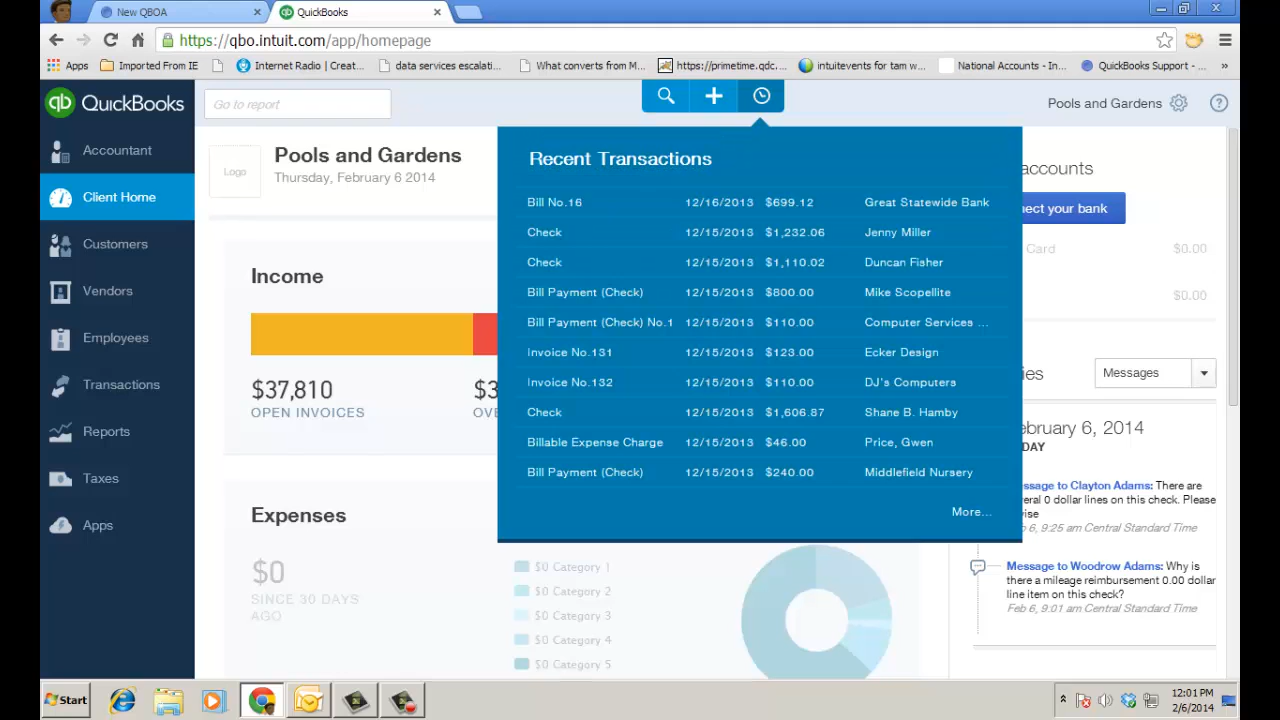 New QBOA
QuickBooks
https://qbo.intuit.com/app/homepage
Apps
Imported From IE
Internet Radio | Creat...
data services escalati...
What converts from M...
https://primetime.qdc...
intuitevents for tam w...
National Accounts - In...
QuickBooks Support - ...
»
qb QuickBooks
Go to report
Pools and Gardens
?
Accountant
Client Home
Customers
Vendors
Employees
Transactions
Reports
Taxes
Apps
Logo
Pools and Gardens
Thursday, February 6 2014
Income
$37,810
OPEN INVOICES
$3
OV
Expenses
$0
SINCE 30 DAYS
AGO
$0 Category 1
$0 Category 2
$0 Category 3
$0 Category 4
$0 Category 5
Recent Transactions
Bill No.16 12/16/2013 $699.12 Great Statewide Bank
Check 12/15/2013 $1,232.06 Jenny Miller
Check 12/15/2013 $1,110.02 Duncan Fisher
Bill Payment (Check) 12/15/2013 $800.00 Mike Scopellite
Bill Payment (Check) No.1 12/15/2013 $110.00 Computer Services ...
Invoice No.131 12/15/2013 $123.00 Ecker Design
Invoice No.132 12/15/2013 $110.00 DJ's Computers
Check 12/15/2013 $1,606.87 Shane B. Hamby
Billable Expense Charge 12/15/2013 $46.00 Price, Gwen
Bill Payment (Check) 12/15/2013 $240.00 Middlefield Nursery
More...
accounts
nect your bank
Card $0.00
$0.00
ies
Messages
ebruary 6, 2014
DAY
ssage to Clayton Adams: There are
eral 0 dollar lines on this check. Please
vise
b 6, 9:25 am Central Standard Time
Message to Woodrow Adams: Why is
there a mileage reimbursement 0.00 dollar
line item on this check?
Feb 6, 9:01 am Central Standard Time
Start
12:01 PM
2/6/2014